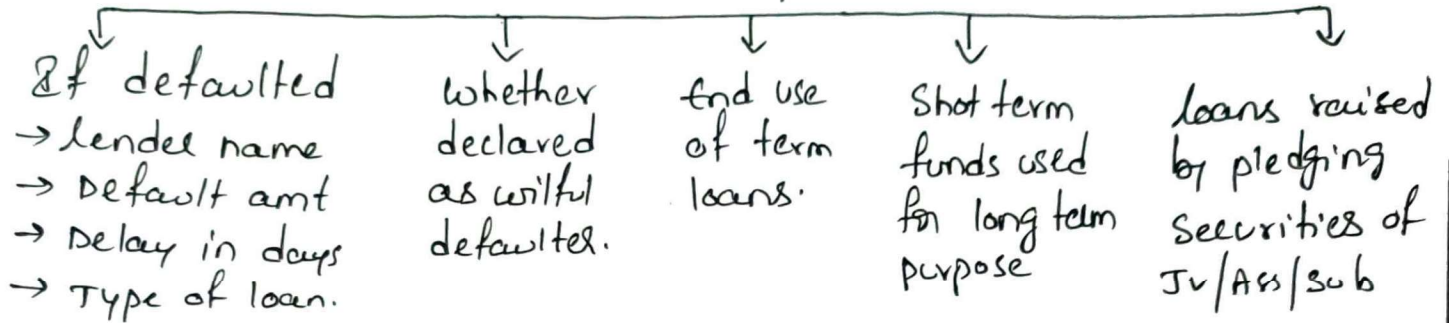 If defaulted
→ lender name
→ Default amt
→ Delay in days
→ Type of loan.
Whether
declared
as wilful
defaulter.
End use
of term
loans.
Shot term
funds used
for long term
purpose
loans raised
by pledging
Securities of
Jv/Ass/Sub